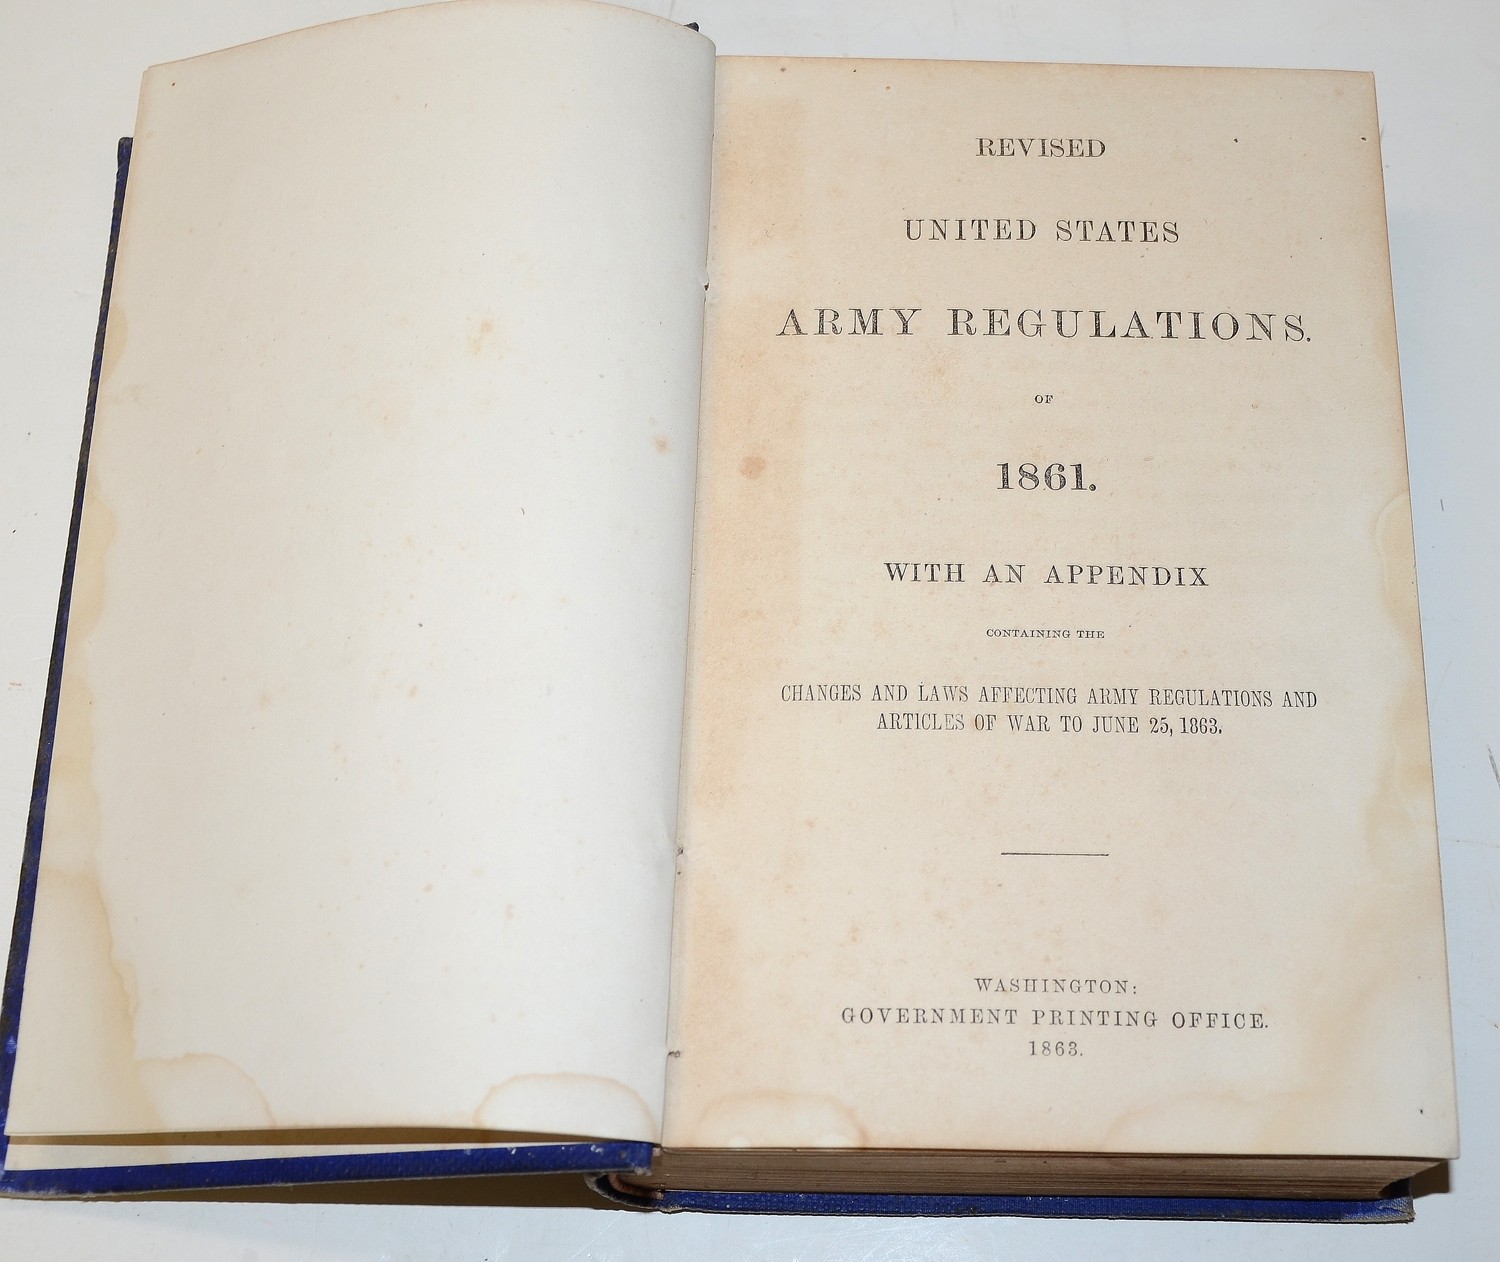 REVISED
UNITED STATES
ARMY REGULATIONS.
OF
1861.
WITH AN APPENDIX
CONTAINING THE
CHANGES AND LAWS AFFECTING ARMY REGULATIONS AND
ARTICLES OF WAR TO JUNE 25, 1863.
WASHINGTON:
GOVERNMENT PRINTING OFFICE.
1863.